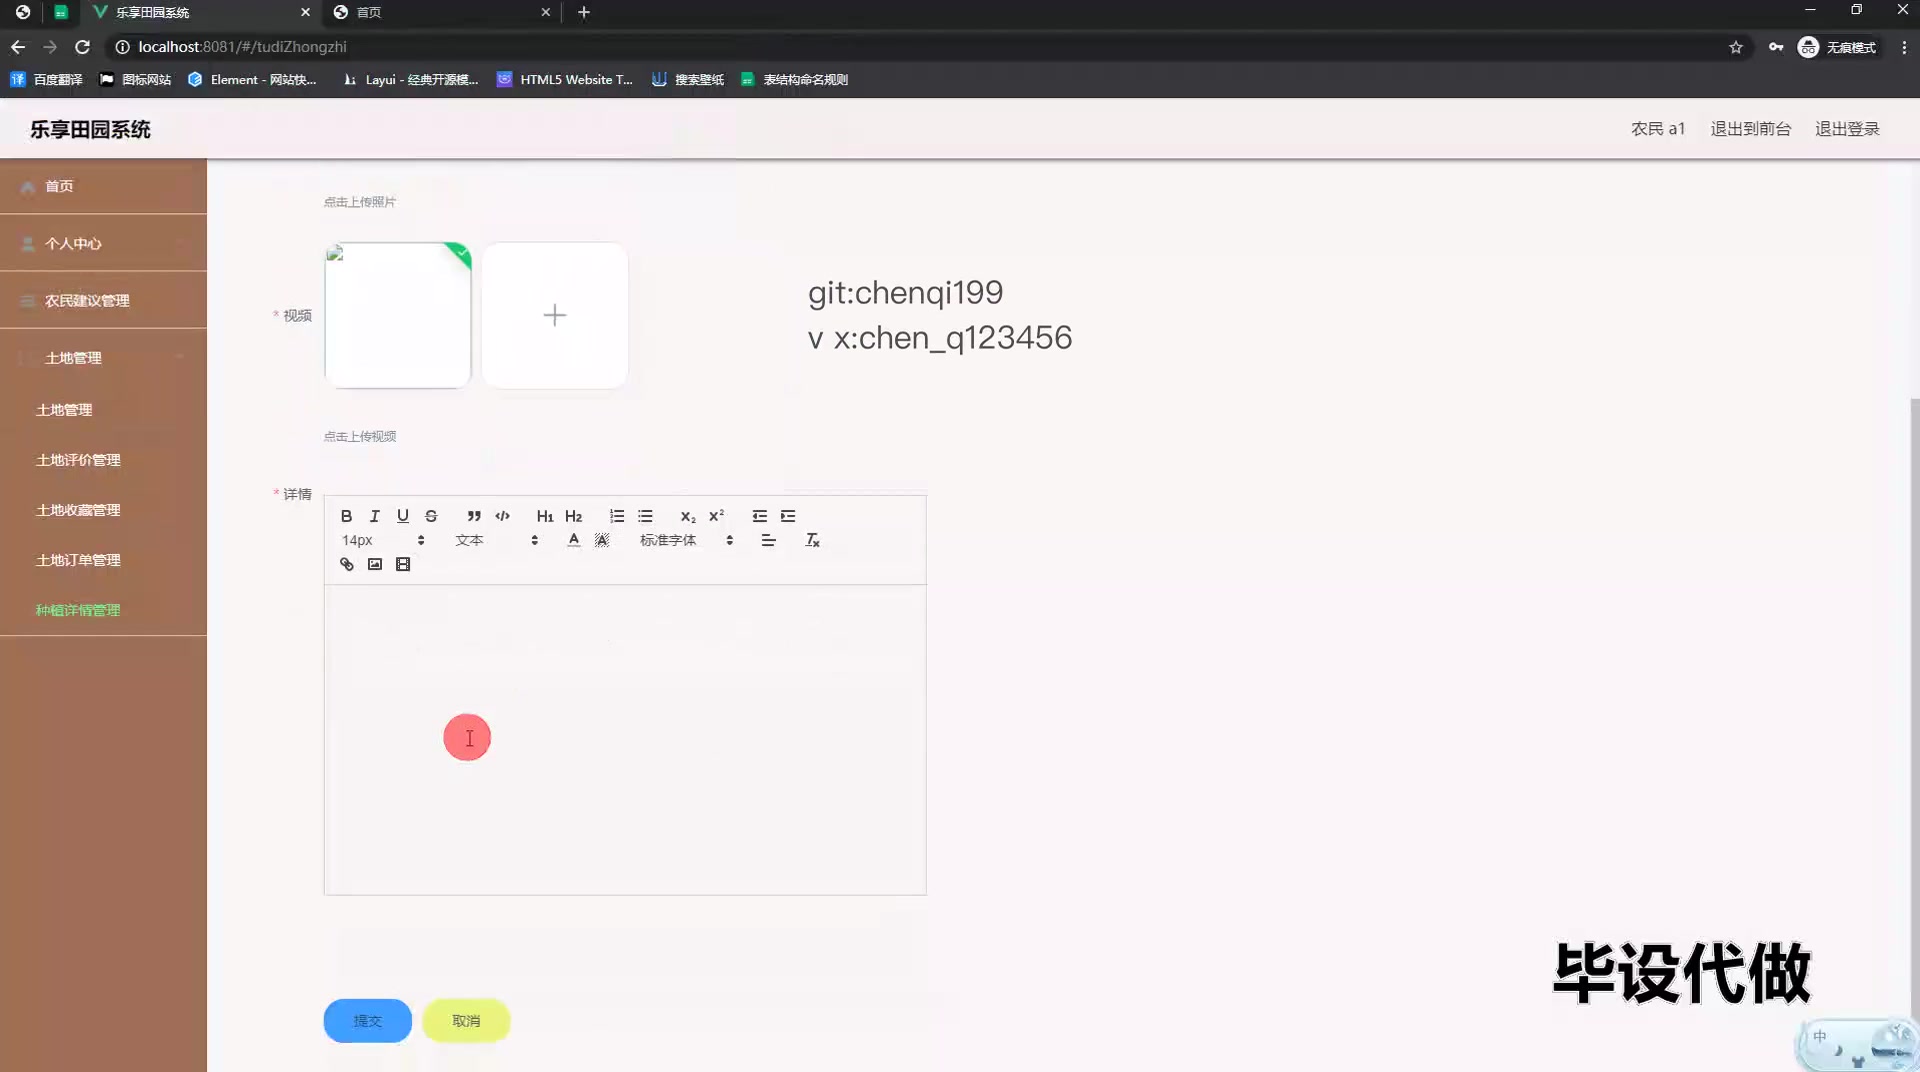 乐享田园系统
首页
localhost:8081/#/tudiZhongzhi
无痕模式
百度翻译
图标网站
Element - 网站快...
Layui - 经典开源模...
HTML5 Website T...
搜索壁纸
表结构命名规则
乐享田园系统
农民 a1
退出到前台
退出登录
首页
个人中心
农民建议管理
土地管理
土地管理
土地评价管理
土地收藏管理
土地订单管理
种植详情管理
点击上传照片
* 视频
git:chenqi199
v x:chen_q123456
点击上传视频
* 详情
B I U S H1 H2 X2 X2
14px 文本 A A 标准字体
提交
取消
毕设代做
中